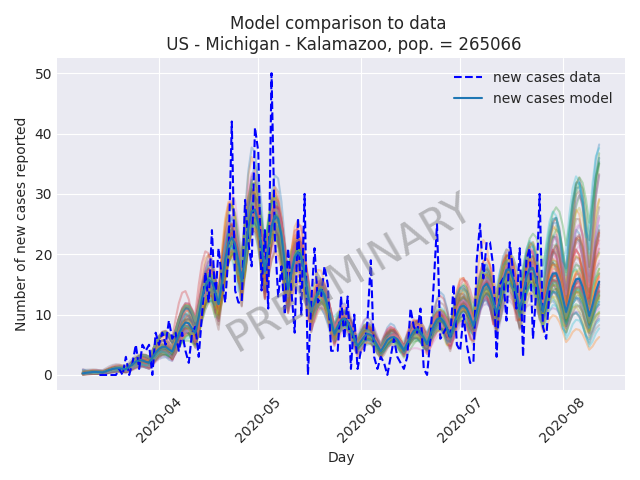 Model comparison to data
US - Michigan - Kalamazoo, pop. = 265066
new cases data
new cases model
Number of new cases reported
50
40
30
20
10
0
PRELIMINARY
2020-04
2020-05
2020-06
2020-07
2020-08
Day